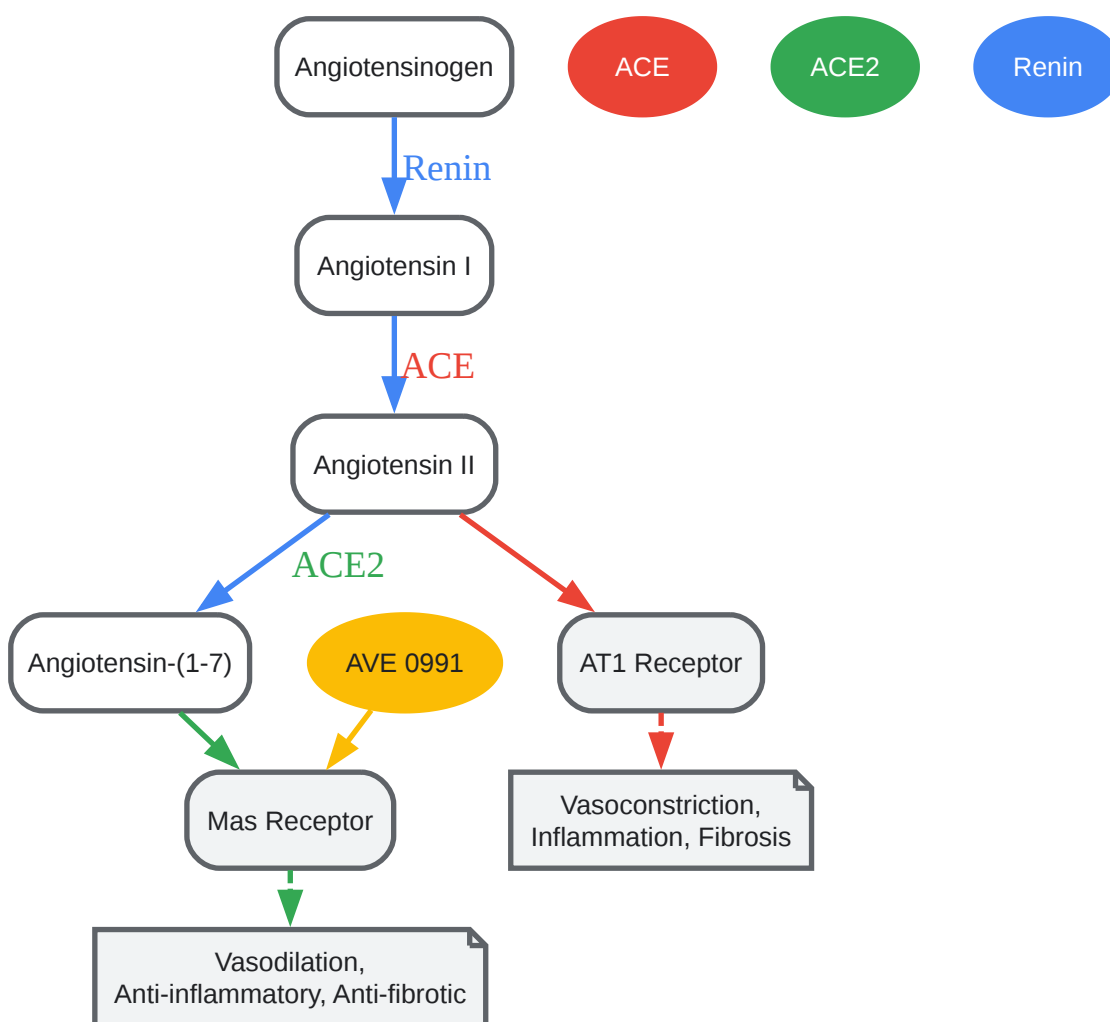 Angiotensinogen
ACE
ACE2
Renin
Renin
Angiotensin I
ACE
Angiotensin II
ACE2
Angiotensin-(1-7)
AVE 0991
AT1 Receptor
Mas Receptor
Vasoconstriction,
Inflammation, Fibrosis
Vasodilation,
Anti-inflammatory, Anti-fibrotic